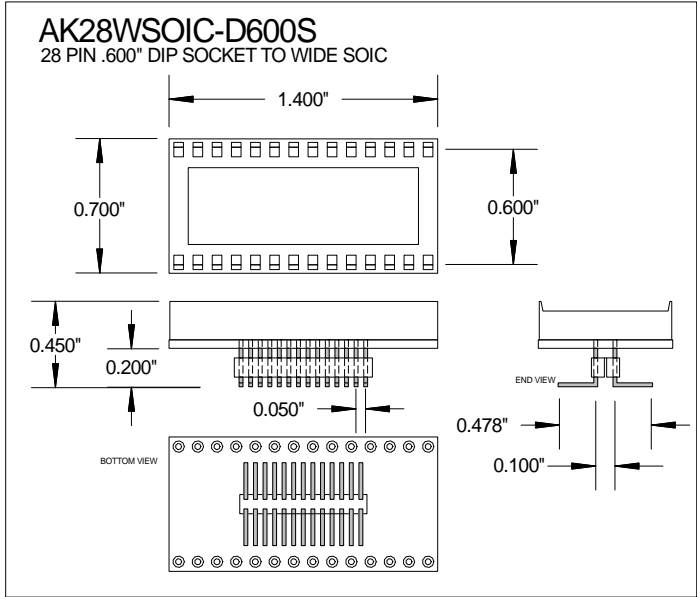 AK28WSOIC-D600S
28 PIN .600" DIP SOCKET TO WIDE SOIC
1.400"
0.700"
0.600"
0.450"
0.200"
0.050"
END VIEW
0.478"
0.100"
BOTTOM VIEW